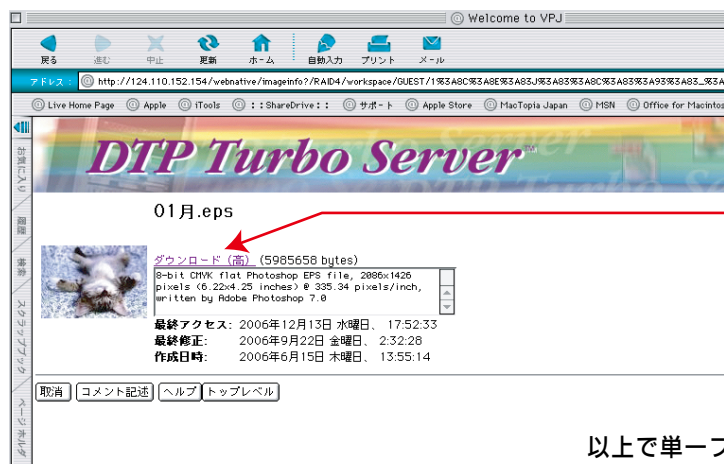 Welcome to VPJ
戻る 進む 中止 更新 ホーム 自動入力 プリント メール
アドレス： http://124.110.152.154/webnative/imageinfo?/RAID4/workspace/GUEST/1%3A8C%3A8E%3A83J%3A83%3A8C%3A83%3A93%3A83_%3A
Live Home Page Apple iTools ：：ShareDrive：： サポート Apple Store MacTopia Japan MSN Office for Macintos
お気に入り
履歴
検索
スクラップブック
ページ ホルダ
DTP Turbo Server™
01月.eps
ダウンロード（高） (5985658 bytes)
8-bit CMYK flat Photoshop EPS file, 2086x1426
pixels (6.22x4.25 inches) @ 335.34 pixels/inch,
written by Adobe Photoshop 7.0
最終アクセス： 2006年12月13日 水曜日、 17:52:33
最終修正： 2006年9月22日 金曜日、 2:32:28
作成日時： 2006年6月15日 木曜日、 13:55:14
取消 コメント記述 ヘルプ トップレベル
以上で単一フ